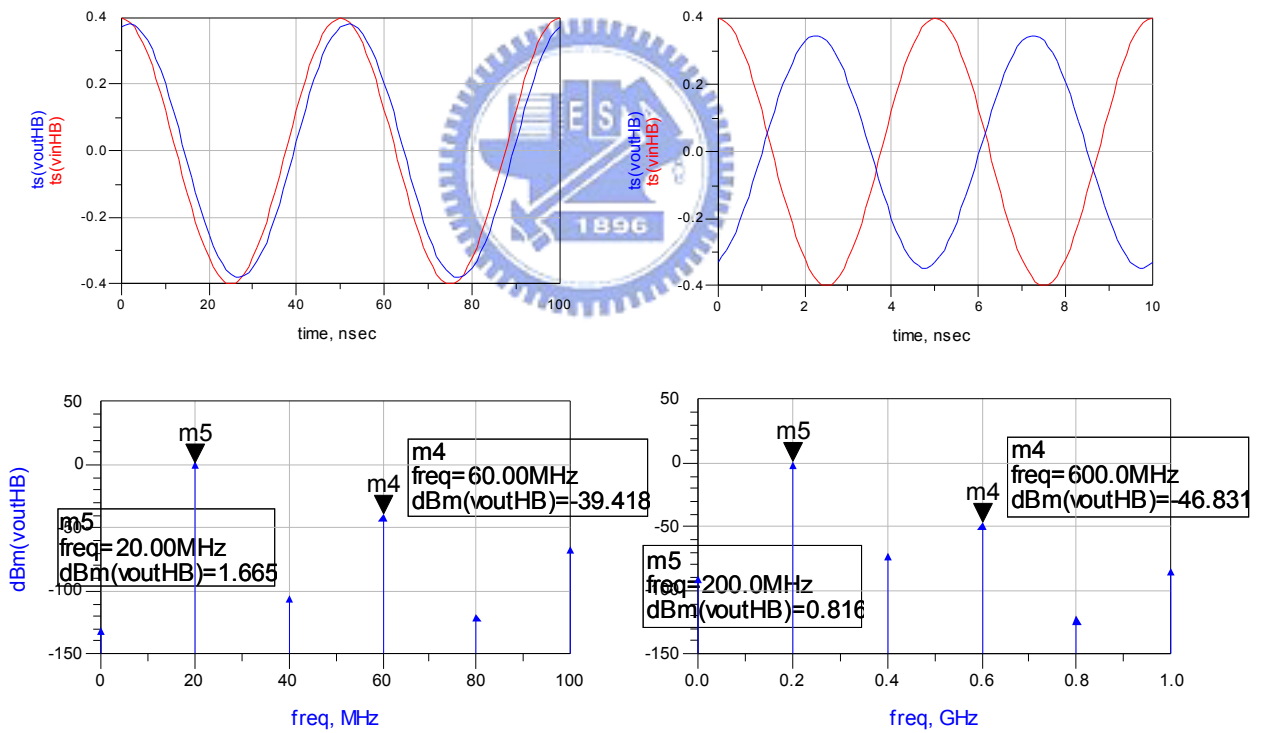 0.4
0.2
0.0
-0.2
-0.4
ts(voutHB)
ts(vinHB)
0 20 40 60 80 100
time, nsec
0.4
0.2
0.0
-0.2
-0.4
ts(voutHB)
ts(vinHB)
0 2 4 6 8 10
time, nsec
E S A
1896
50
0
-50
-100
-150
dBm(voutHB)
m5
m4
m4
freq=60.00MHz
dBm(voutHB)=-39.418
m5
freq=20.00MHz
dBm(voutHB)=1.665
0 20 40 60 80 100
freq, MHz
50
0
-50
-100
-150
m5
m4
m4
freq=600.0MHz
dBm(voutHB)=-46.831
m5
freq=200.0MHz
dBm(voutHB)=0.816
0.0 0.2 0.4 0.6 0.8 1.0
freq, GHz